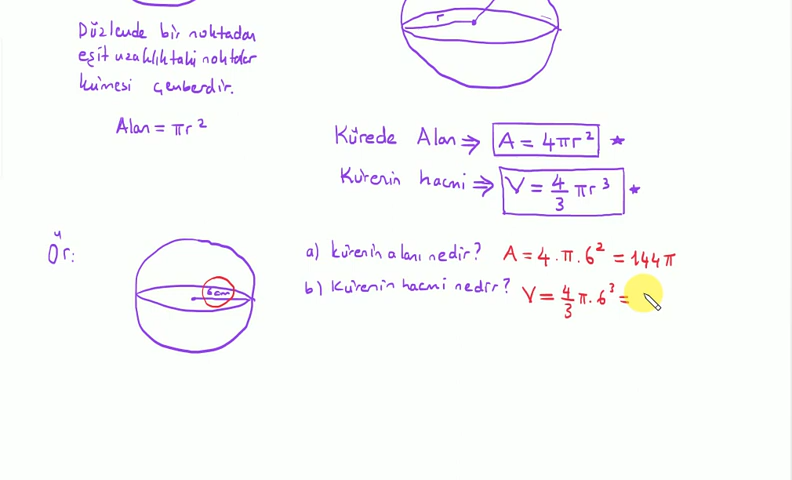 Düzlemde bir noktadan
eşit uzaklıktaki noktalar
kümesi çemberdir.
Alan = πr²
r
Kürede Alan ⇒ A = 4πr² ★
Kürenin hacmi ⇒ V = 4/3 πr³ ★
Ör:
6cm
a) Kürenin alanı nedir? A = 4.π.6² = 144π
b) Kürenin hacmi nedir? V = 4/3 π.6³ =